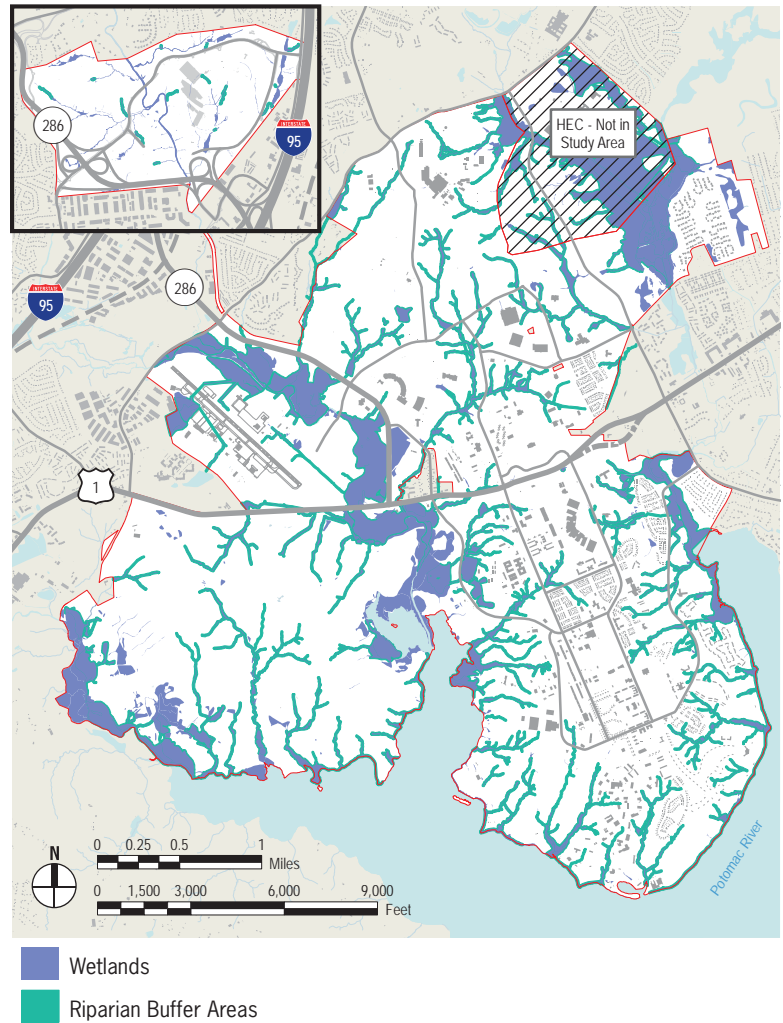 286
INTERSTATE
95
HEC - Not in
Study Area
286
INTERSTATE
95
1
N
0 0.25 0.5 1
Miles
0 1,500 3,000 6,000 9,000
Feet
Potomac River
Wetlands
Riparian Buffer Areas